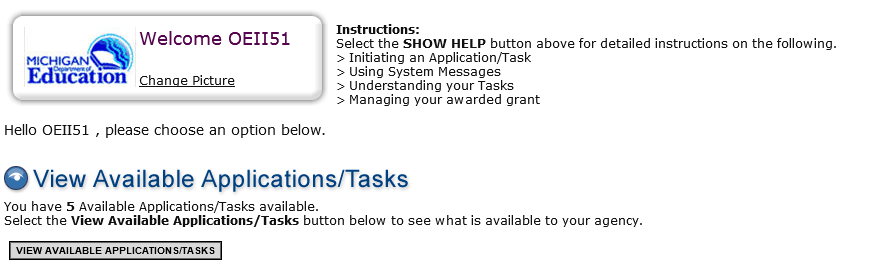 MICHIGAN
Department of
Education
Welcome OEII51
Change Picture
Instructions:
Select the SHOW HELP button above for detailed instructions on the following.
> Initiating an Application/Task
> Using System Messages
> Understanding your Tasks
> Managing your awarded grant
Hello OEII51 , please choose an option below.
View Available Applications/Tasks
You have 5 Available Applications/Tasks available.
Select the View Available Applications/Tasks button below to see what is available to your agency.
VIEW AVAILABLE APPLICATIONS/TASKS